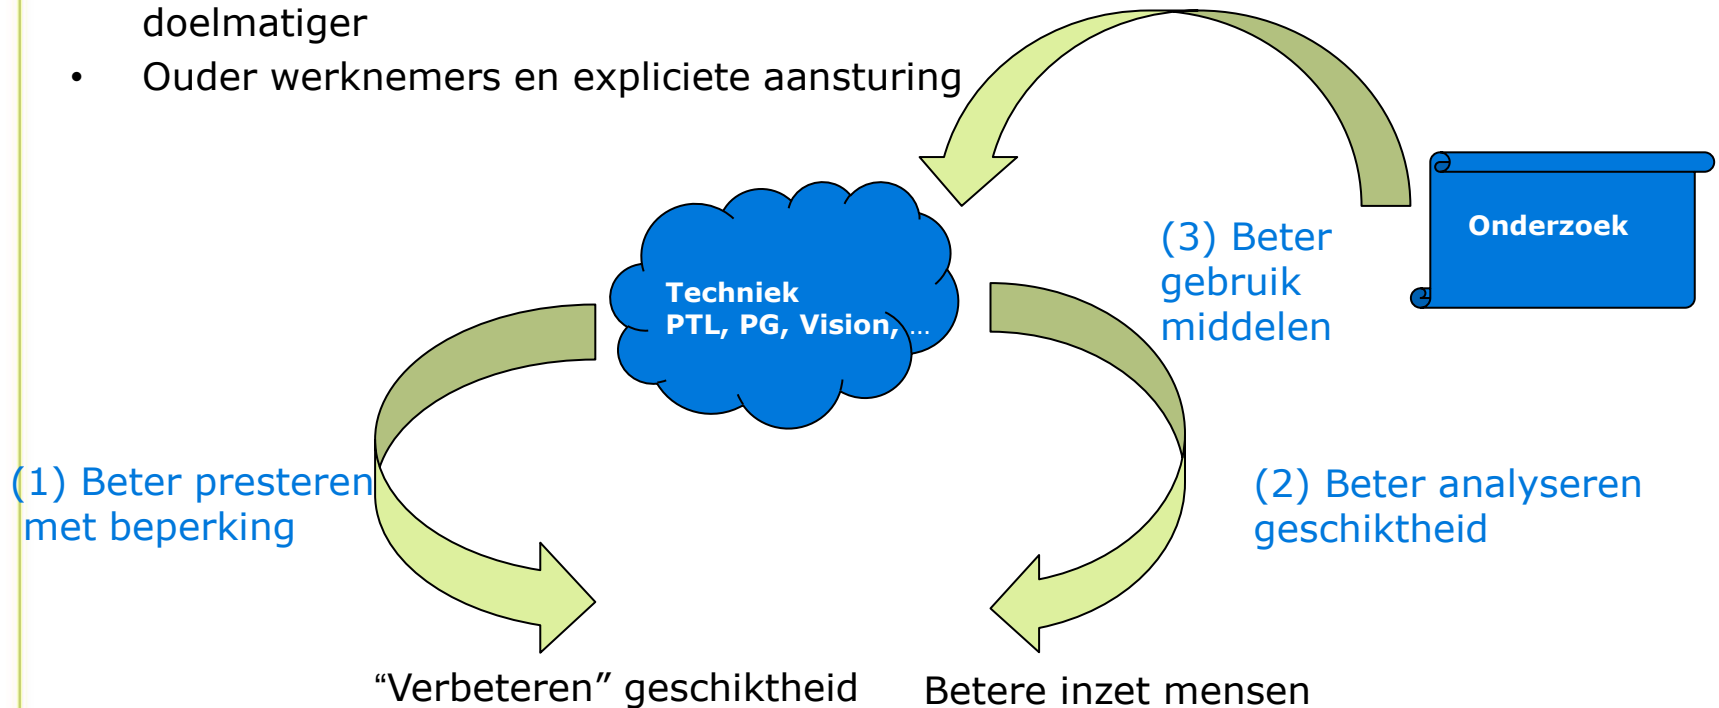 doelmatiger
• Ouder werknemers en expliciete aansturing
Onderzoek
(3) Beter
gebruik
middelen
Techniek
PTL, PG, Vision, ...
(1) Beter presteren
met beperking
(2) Beter analyseren
geschiktheid
“Verbeteren” geschiktheid
Betere inzet mensen